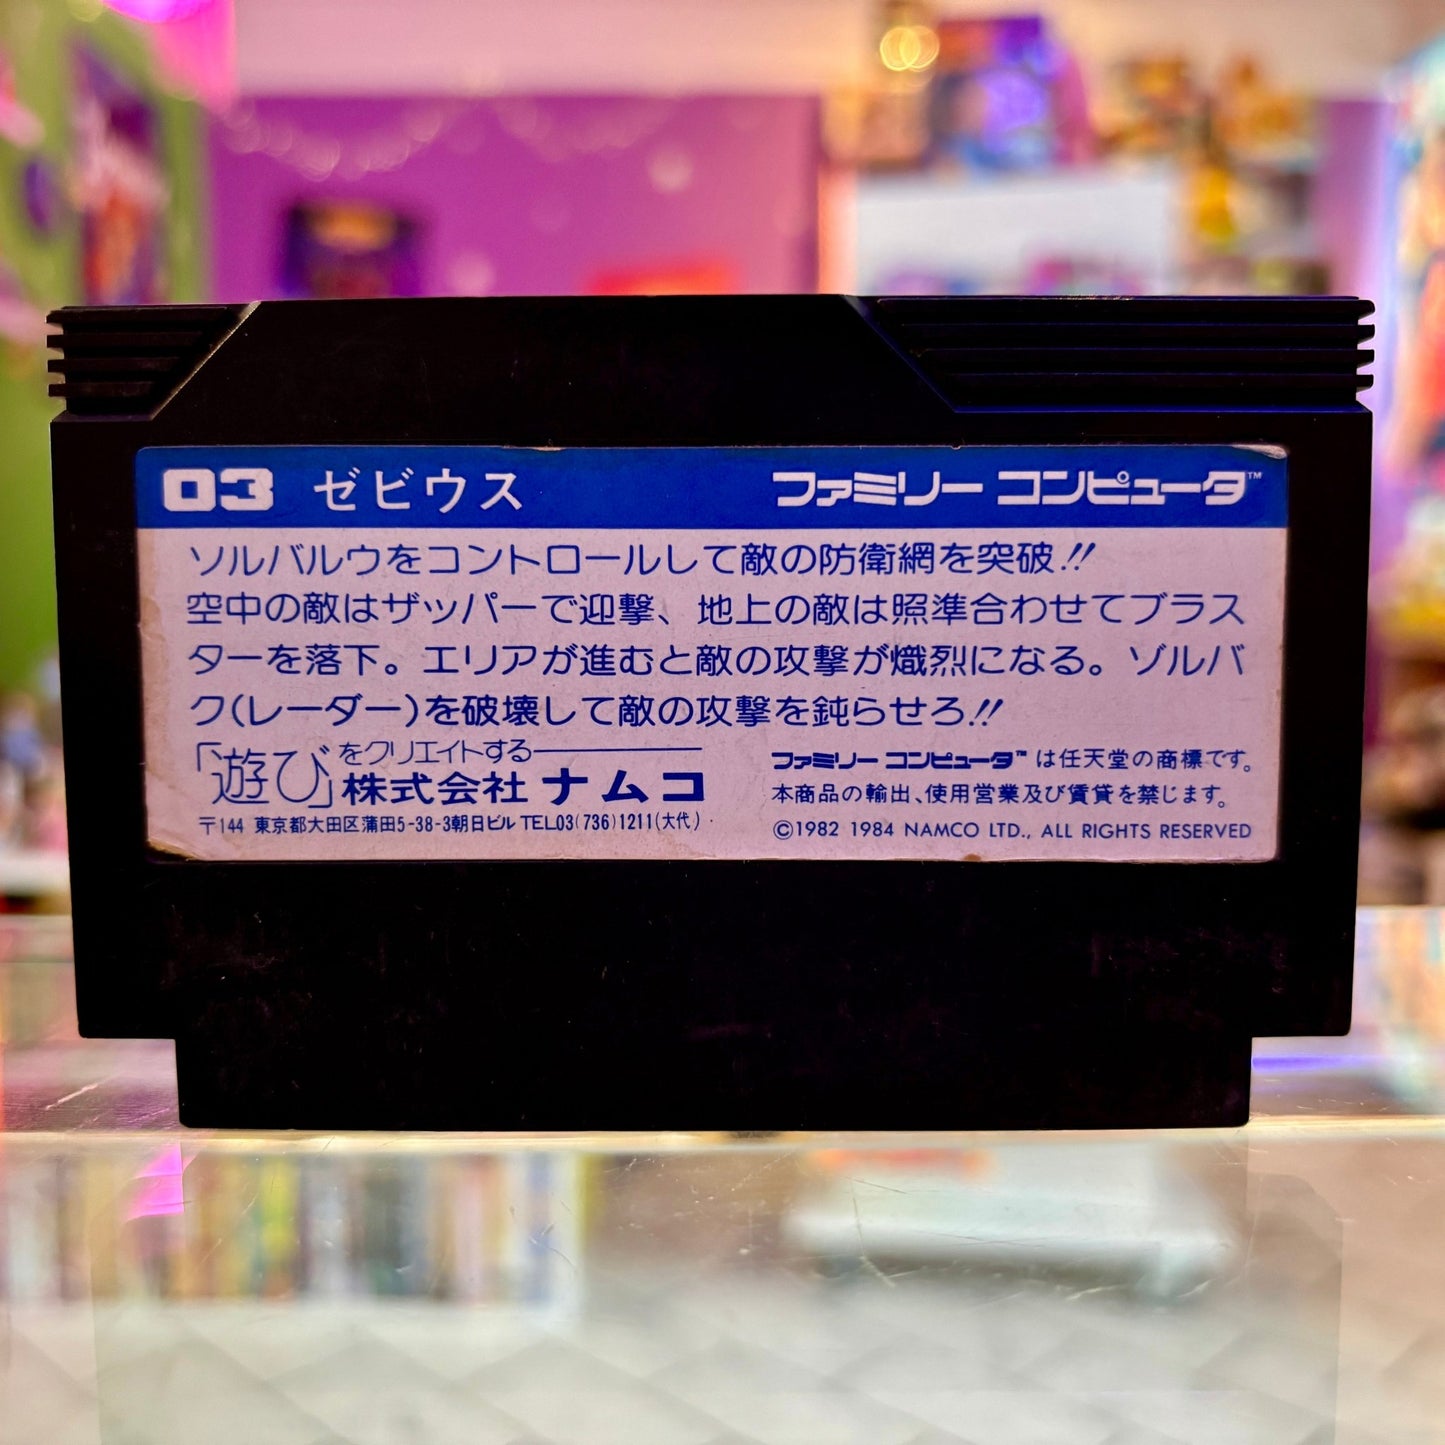 03 ゼビウス ファミリー コンピュータ™
ソルバルウをコントロールして敵の防衛網を突破!!
空中の敵はザッパーで迎撃、地上の敵は照準合わせてブラス
ターを落下。エリアが進むと敵の攻撃が熾烈になる。ゾルバ
ク(レーダー)を破壊して敵の攻撃を鈍らせろ!!
「遊び」をクリエイトする
株式会社 ナムコ
〒144 東京都大田区蒲田5-38-3朝日ビル TEL.03(736)1211(大代)
ファミリー コンピュータ™ は任天堂の商標です。
本商品の輸出、使用営業及び賃貸を禁じます。
©1982 1984 NAMCO LTD., ALL RIGHTS RESERVED